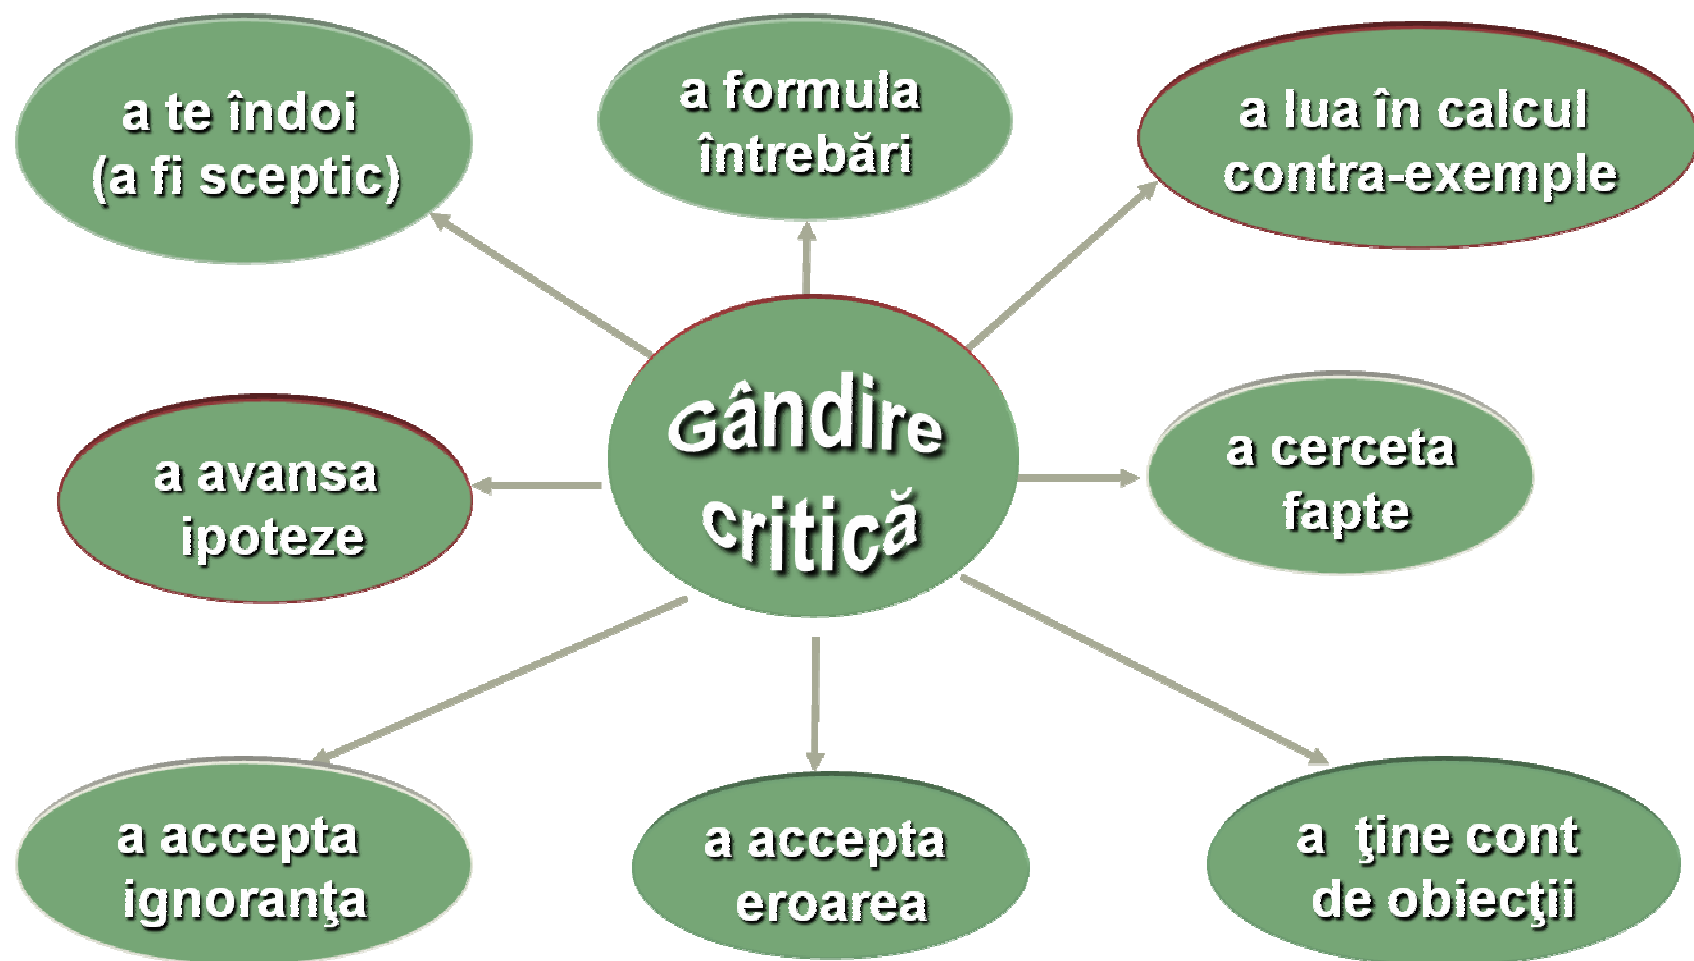 a te îndoi
(a fi sceptic)
a formula
întrebări
a lua în calcul
contra-exemple
Gândire
critică
a avansa
ipoteze
a cerceta
fapte
a accepta
ignoranţa
a accepta
eroarea
a ţine cont
de obiecţii